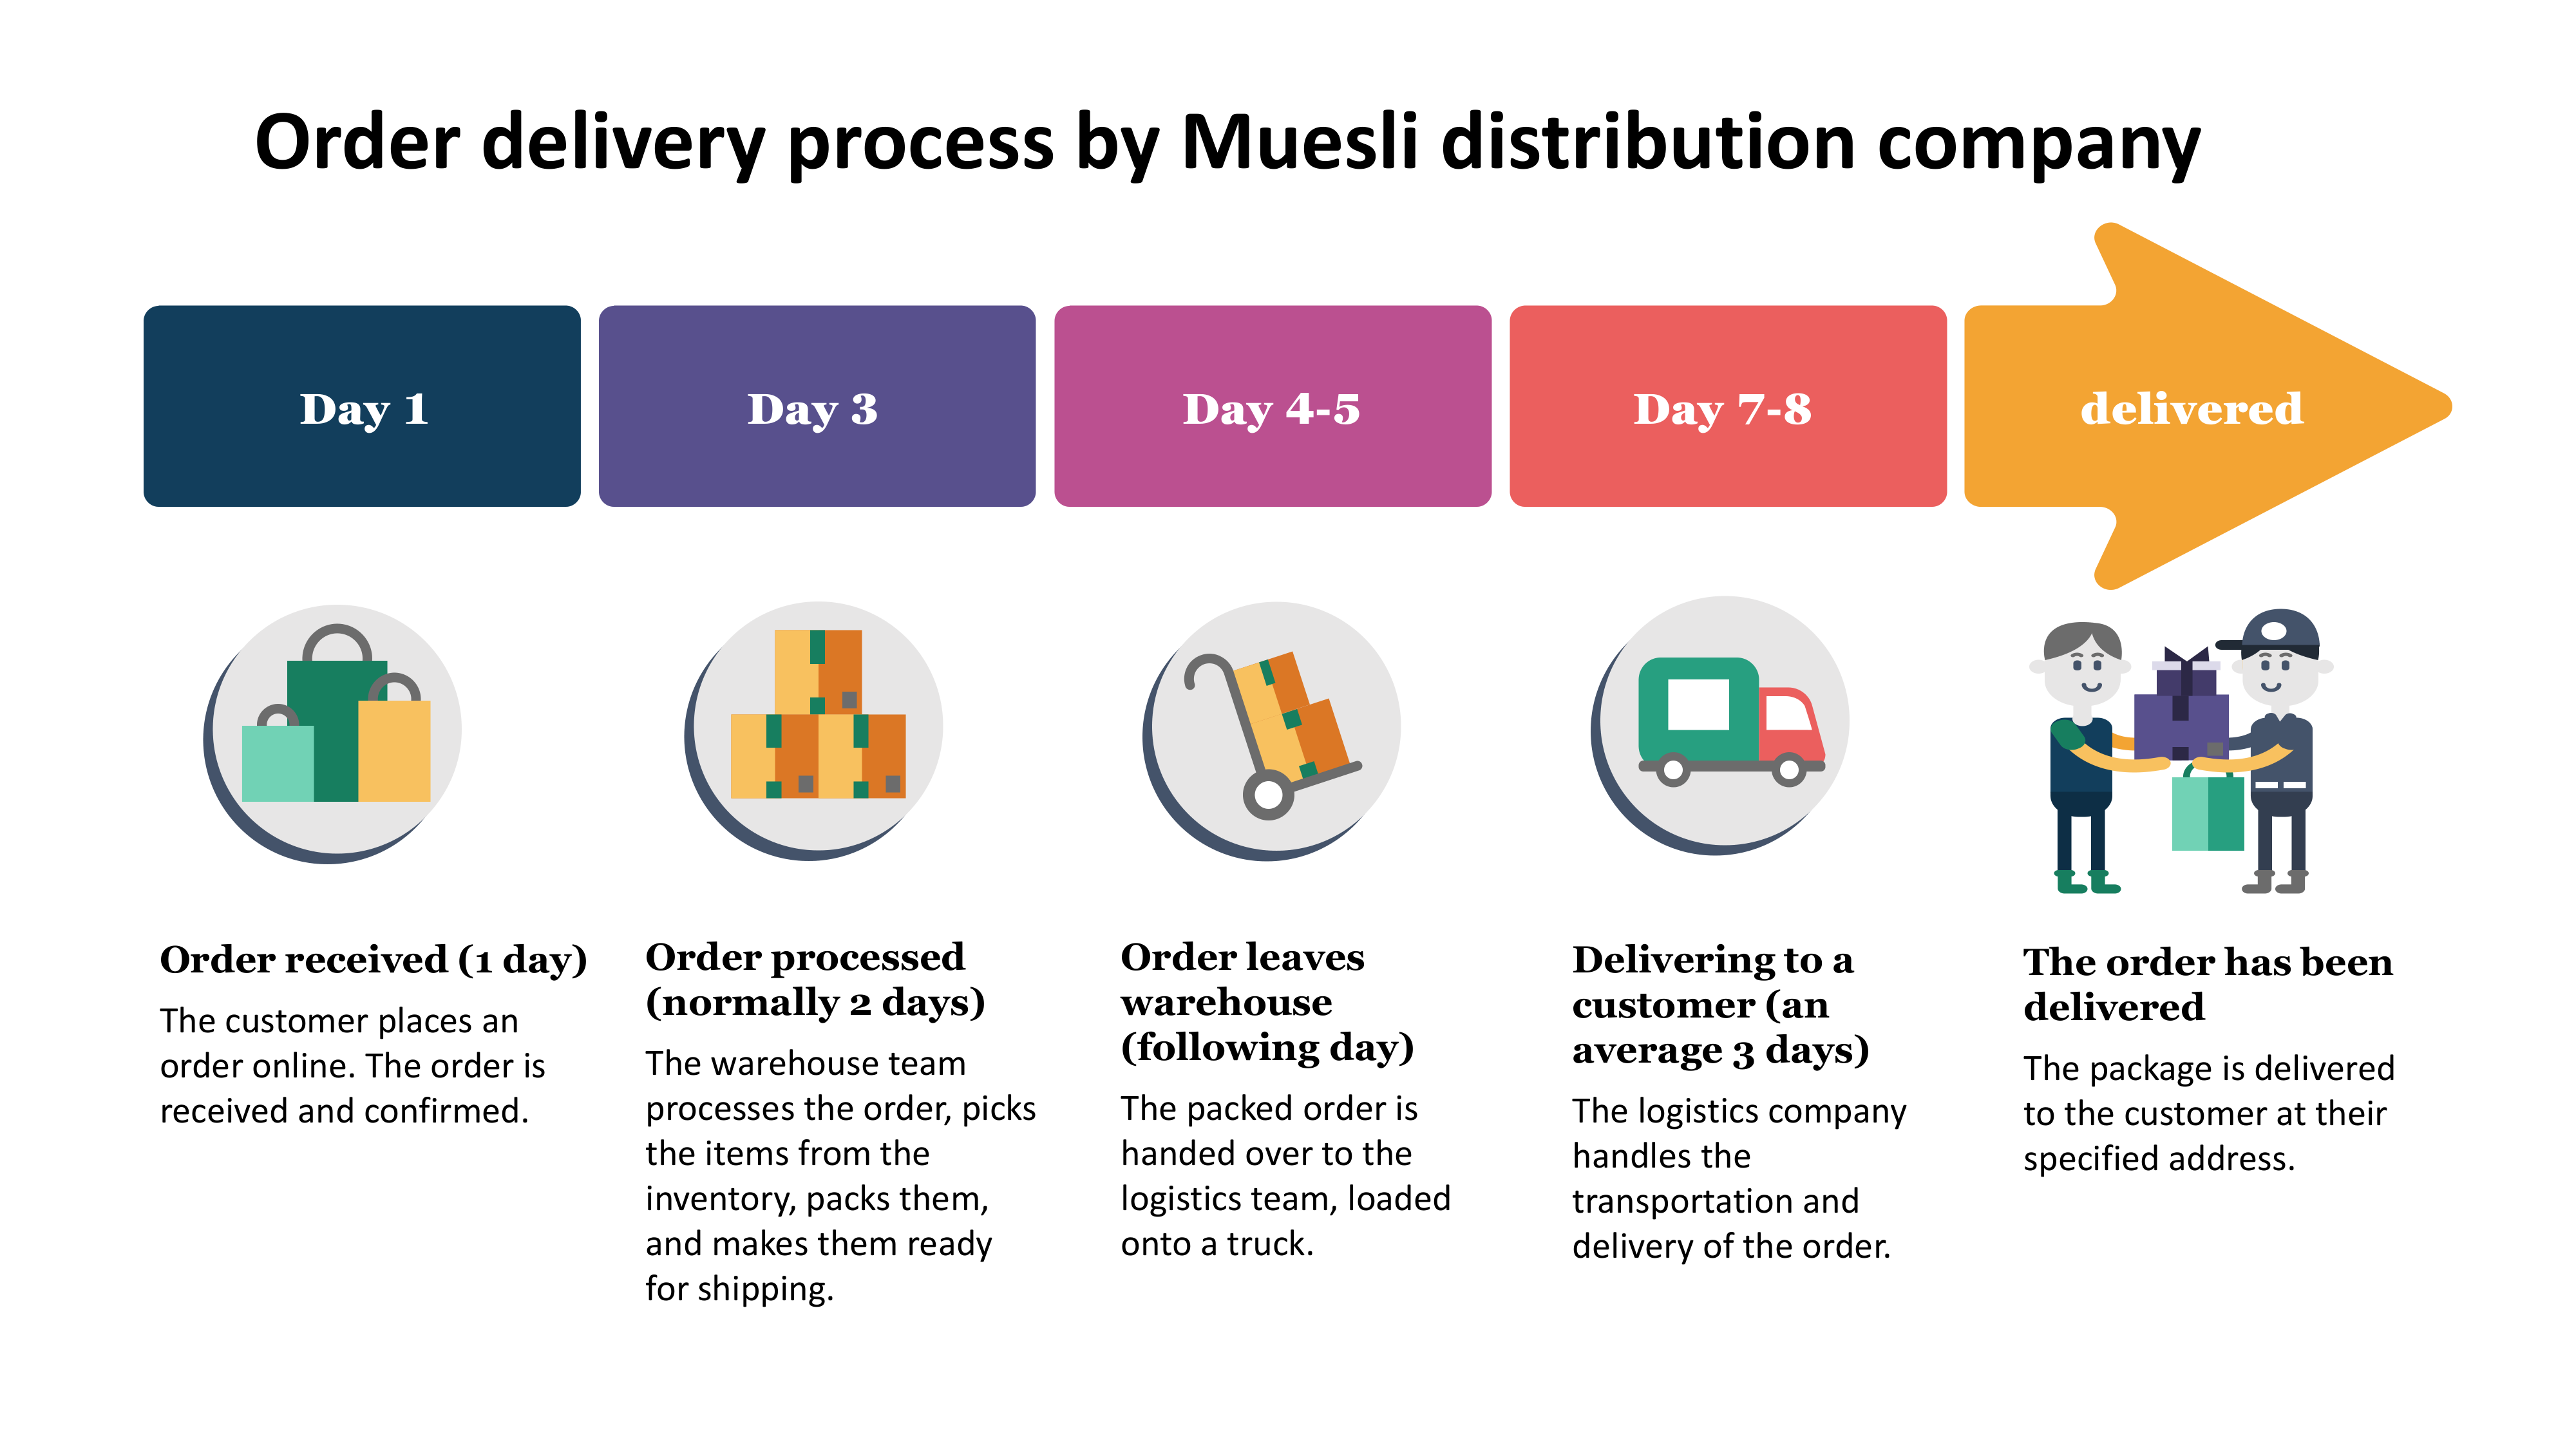 Order delivery process by Muesli distribution company
Day 1
Day 3
Day 4-5
Day 7-8
delivered
Order received (1 day)
The customer places an
order online. The order is
received and confirmed.
Order processed
(normally 2 days)
The warehouse team
processes the order, picks
the items from the
inventory, packs them,
and makes them ready
for shipping.
Order leaves
warehouse
(following day)
The packed order is
handed over to the
logistics team, loaded
onto a truck.
Delivering to a
customer (an
average 3 days)
The logistics company
handles the
transportation and
delivery of the order.
The order has been
delivered
The package is delivered
to the customer at their
specified address.